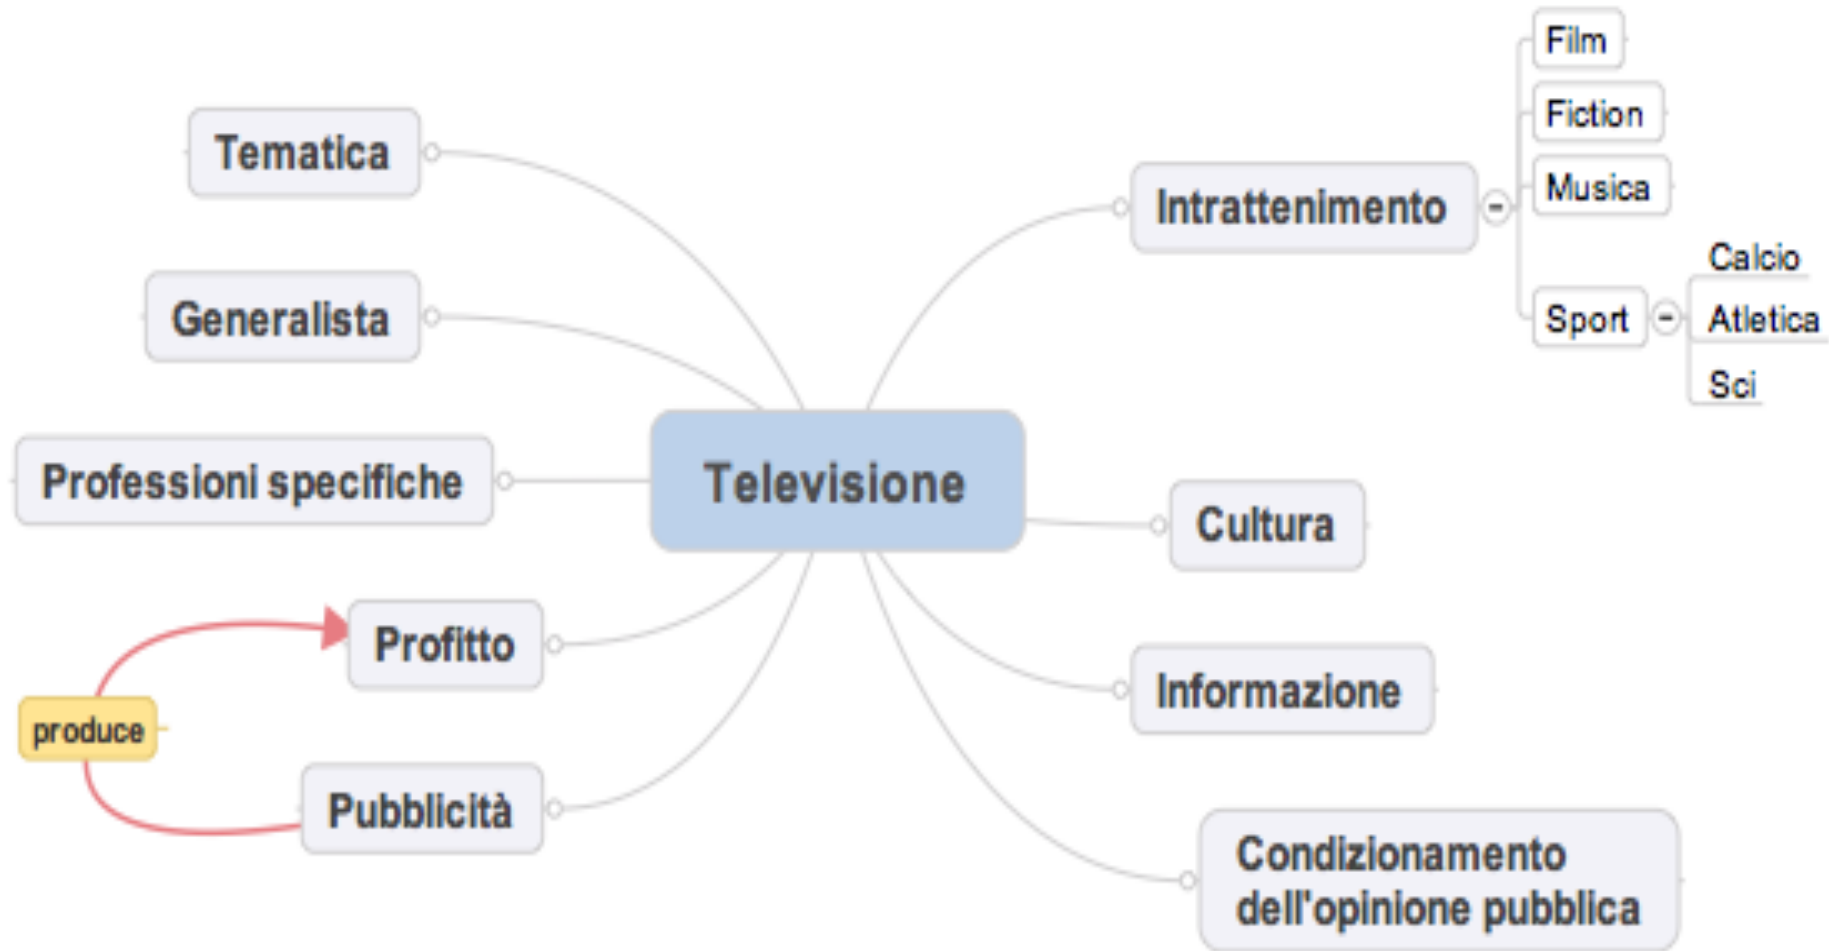 Tematica
Generalista
Professioni specifiche
Profitto
produce
Pubblicità
Televisione
Intrattenimento
Film
Fiction
Musica
Sport
Calcio
Atletica
Sci
Cultura
Informazione
Condizionamento
dell'opinione pubblica